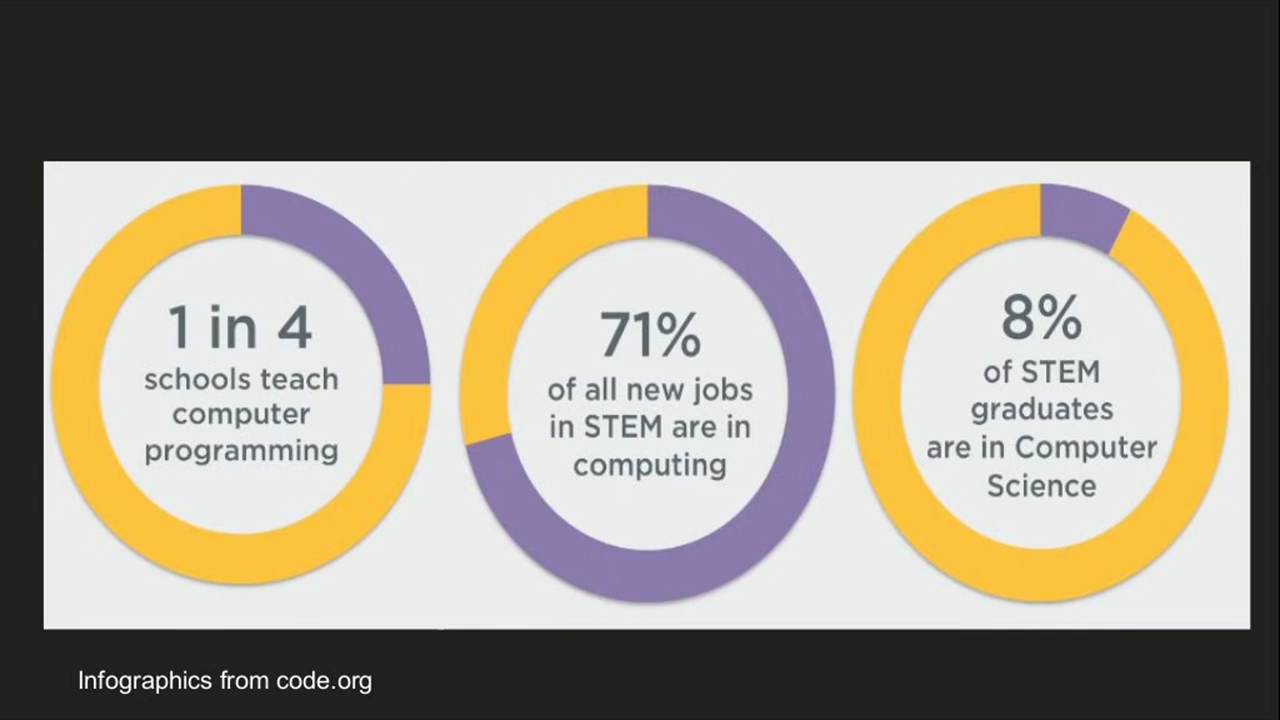 1 in 4
schools teach
computer
programming
71%
of all new jobs
in STEM are in
computing
8%
of STEM
graduates
are in Computer
Science
Infographics from code.org